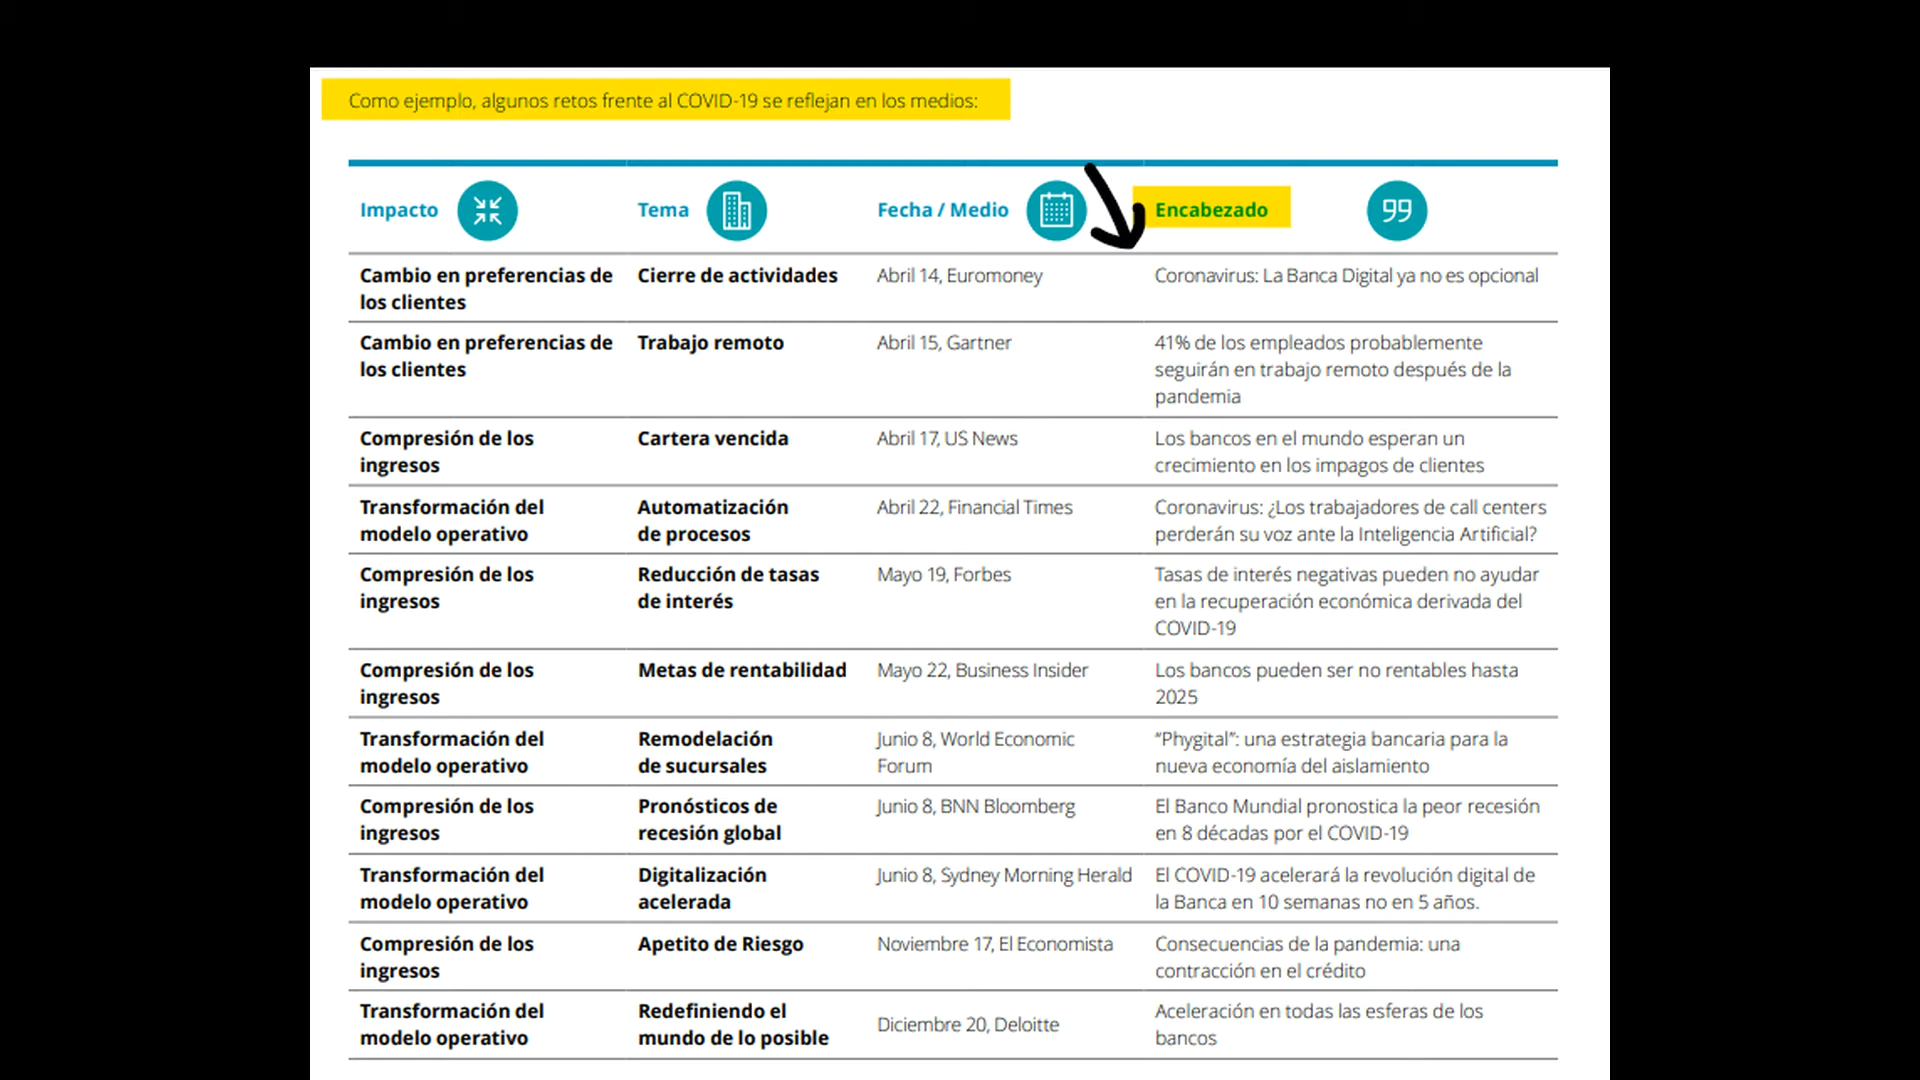 Como ejemplo, algunos retos frente al COVID-19 se reflejan en los medios:
Impacto
Tema
Fecha / Medio
Encabezado
Cambio en preferencias de
los clientes
Cierre de actividades
Abril 14, Euromoney
Coronavirus: La Banca Digital ya no es opcional
Cambio en preferencias de
los clientes
Trabajo remoto
Abril 15, Gartner
41% de los empleados probablemente
seguirán en trabajo remoto después de la
pandemia
Compresión de los
ingresos
Cartera vencida
Abril 17, US News
Los bancos en el mundo esperan un
crecimiento en los impagos de clientes
Transformación del
modelo operativo
Automatización
de procesos
Abril 22, Financial Times
Coronavirus: ¿Los trabajadores de call centers
perderán su voz ante la Inteligencia Artificial?
Compresión de los
ingresos
Reducción de tasas
de interés
Mayo 19, Forbes
Tasas de interés negativas pueden no ayudar
en la recuperación económica derivada del
COVID-19
Compresión de los
ingresos
Metas de rentabilidad
Mayo 22, Business Insider
Los bancos pueden ser no rentables hasta
2025
Transformación del
modelo operativo
Remodelación
de sucursales
Junio 8, World Economic
Forum
“Phygital”: una estrategia bancaria para la
nueva economía del aislamiento
Compresión de los
ingresos
Pronósticos de
recesión global
Junio 8, BNN Bloomberg
El Banco Mundial pronostica la peor recesión
en 8 décadas por el COVID-19
Transformación del
modelo operativo
Digitalización
acelerada
Junio 8, Sydney Morning Herald
El COVID-19 acelerará la revolución digital de
la Banca en 10 semanas no en 5 años.
Compresión de los
ingresos
Apetito de Riesgo
Noviembre 17, El Economista
Consecuencias de la pandemia: una
contracción en el crédito
Transformación del
modelo operativo
Redefiniendo el
mundo de lo posible
Diciembre 20, Deloitte
Aceleración en todas las esferas de los
bancos